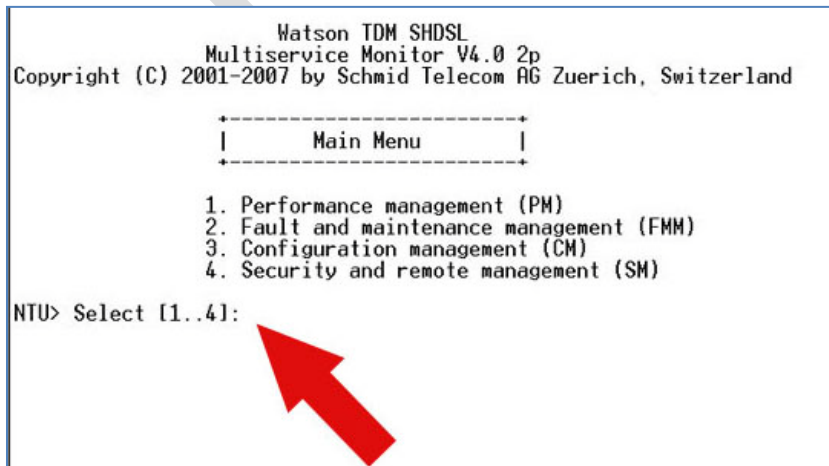 Watson TDM SHDSL
Multiservice Monitor V4.0 2p
Copyright (C) 2001-2007 by Schmid Telecom AG Zuerich, Switzerland
+------------------------+
| Main Menu |
+------------------------+
1. Performance management (PM)
2. Fault and maintenance management (FMM)
3. Configuration management (CM)
4. Security and remote management (SM)
NTU> Select [1..4]: